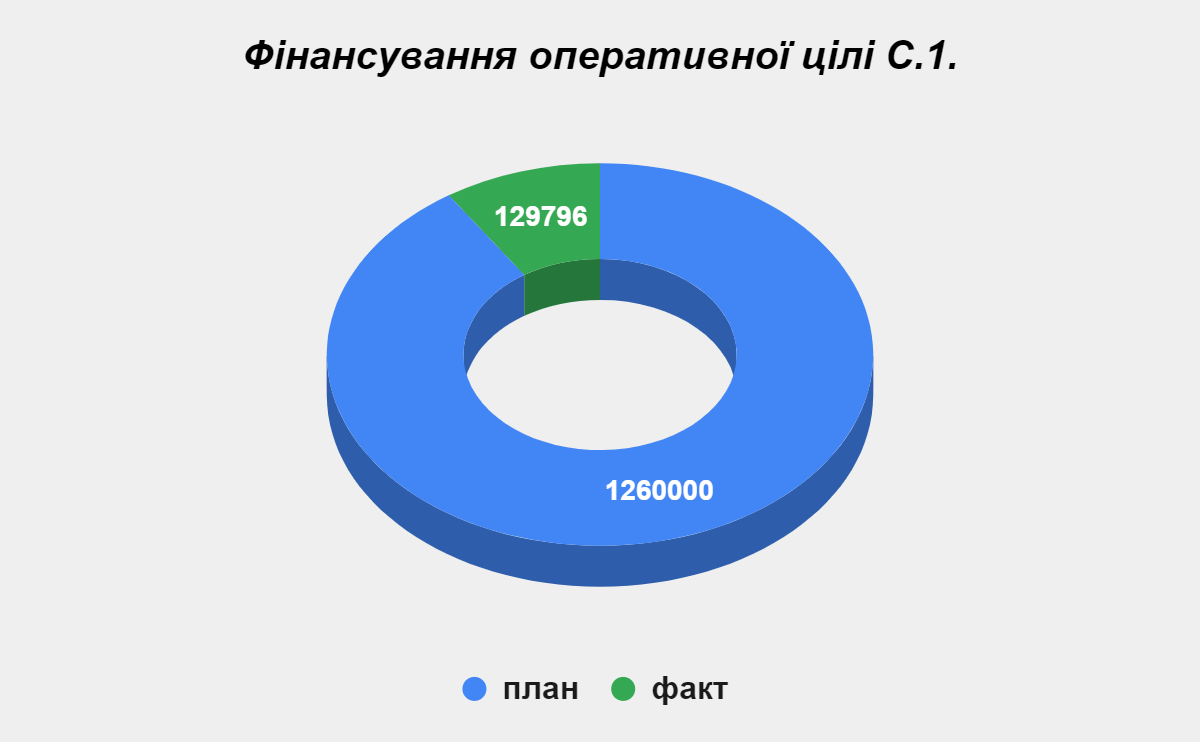 Фінансування оперативної цілі С.1.
129796
1260000
план
факт